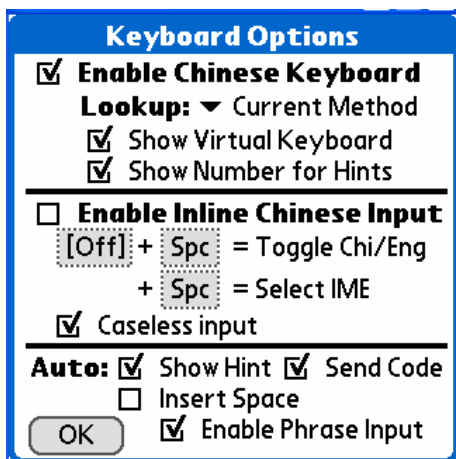 Keyboard Options
Enable Chinese Keyboard
Lookup: Current Method
Show Virtual Keyboard
Show Number for Hints
Enable Inline Chinese Input
[Off] + Spc = Toggle Chi/Eng
+ Spc = Select IME
Caseless input
Auto: Show Hint Send Code
Insert Space
OK Enable Phrase Input